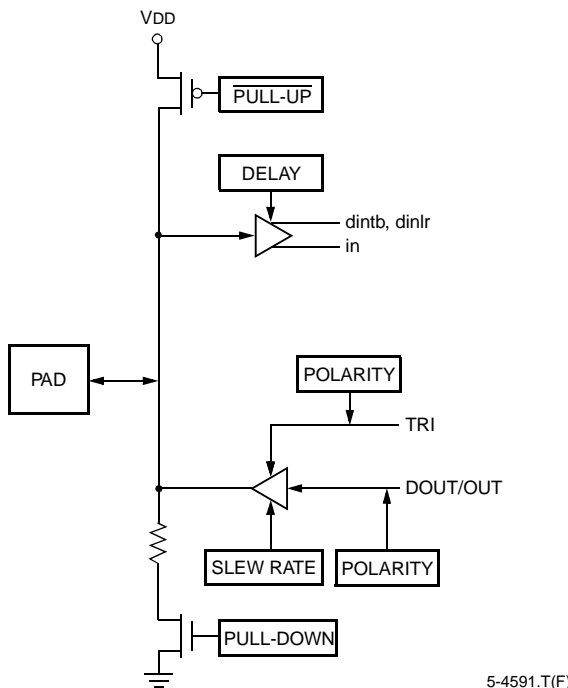 VDD
PULL-UP
DELAY
dintb, dinlr
in
PAD
POLARITY
TRI
DOUT/OUT
SLEW RATE
POLARITY
PULL-DOWN
5-4591.T(F)